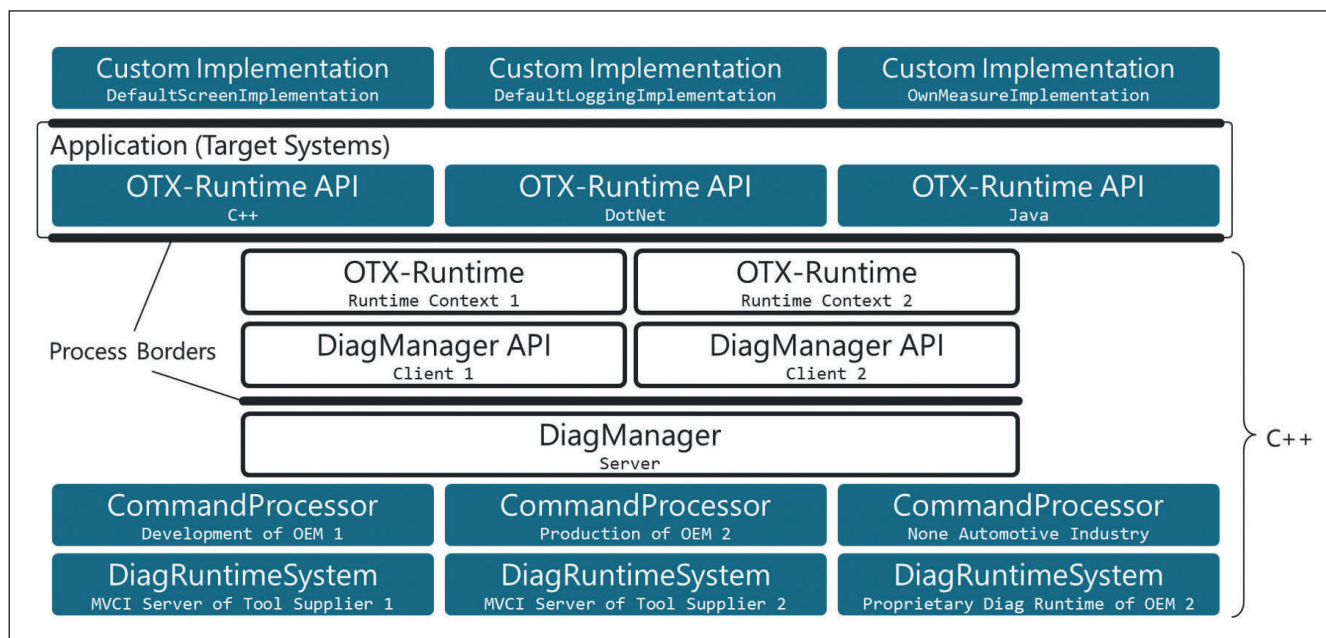 Custom Implementation
DefaultScreenImplementation
Custom Implementation
DefaultLoggingImplementation
Custom Implementation
OwnMeasureImplementation
Application (Target Systems)
OTX-Runtime API
C++
OTX-Runtime API
DotNet
OTX-Runtime API
Java
OTX-Runtime
Runtime Context 1
OTX-Runtime
Runtime Context 2
Process Borders
DiagManager API
Client 1
DiagManager API
Client 2
DiagManager
Server
C++
CommandProcessor
Development of OEM 1
CommandProcessor
Production of OEM 2
CommandProcessor
None Automotive Industry
DiagRuntimeSystem
MVCI Server of Tool Supplier 1
DiagRuntimeSystem
MVCI Server of Tool Supplier 2
DiagRuntimeSystem
Proprietary Diag Runtime of OEM 2